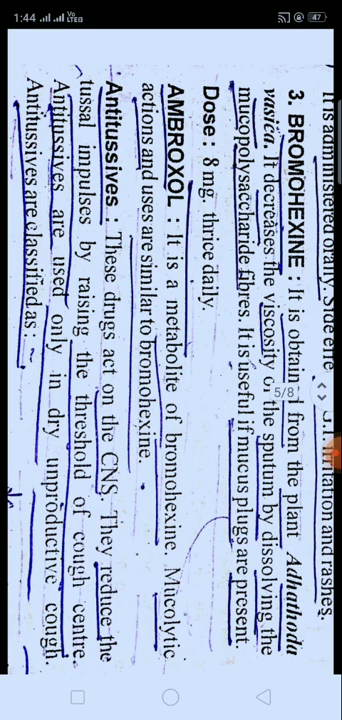 1:44
Vo
LTE
47
It is administered orally. Side effe
irritation and rashes.
3. BROMOHEXINE : It is obtain from the plant Adhathoda
5/8
vasica. It decreases the viscosity of the sputum by dissolving the
mucopolysaccharide fibres. It is useful if mucus plugs are present.
Dose : 8 mg. thrice daily.
AMBROXOL : It is a metabolite of bromohexine. Mucolytic
actions and uses are similar to bromohexine.
Antitussives : These drugs act on the CNS. They reduce the
tussal impulses by raising the threshold of cough centre.
Antitussives are used only in dry unproductive cough.
Antitussives are classified as :